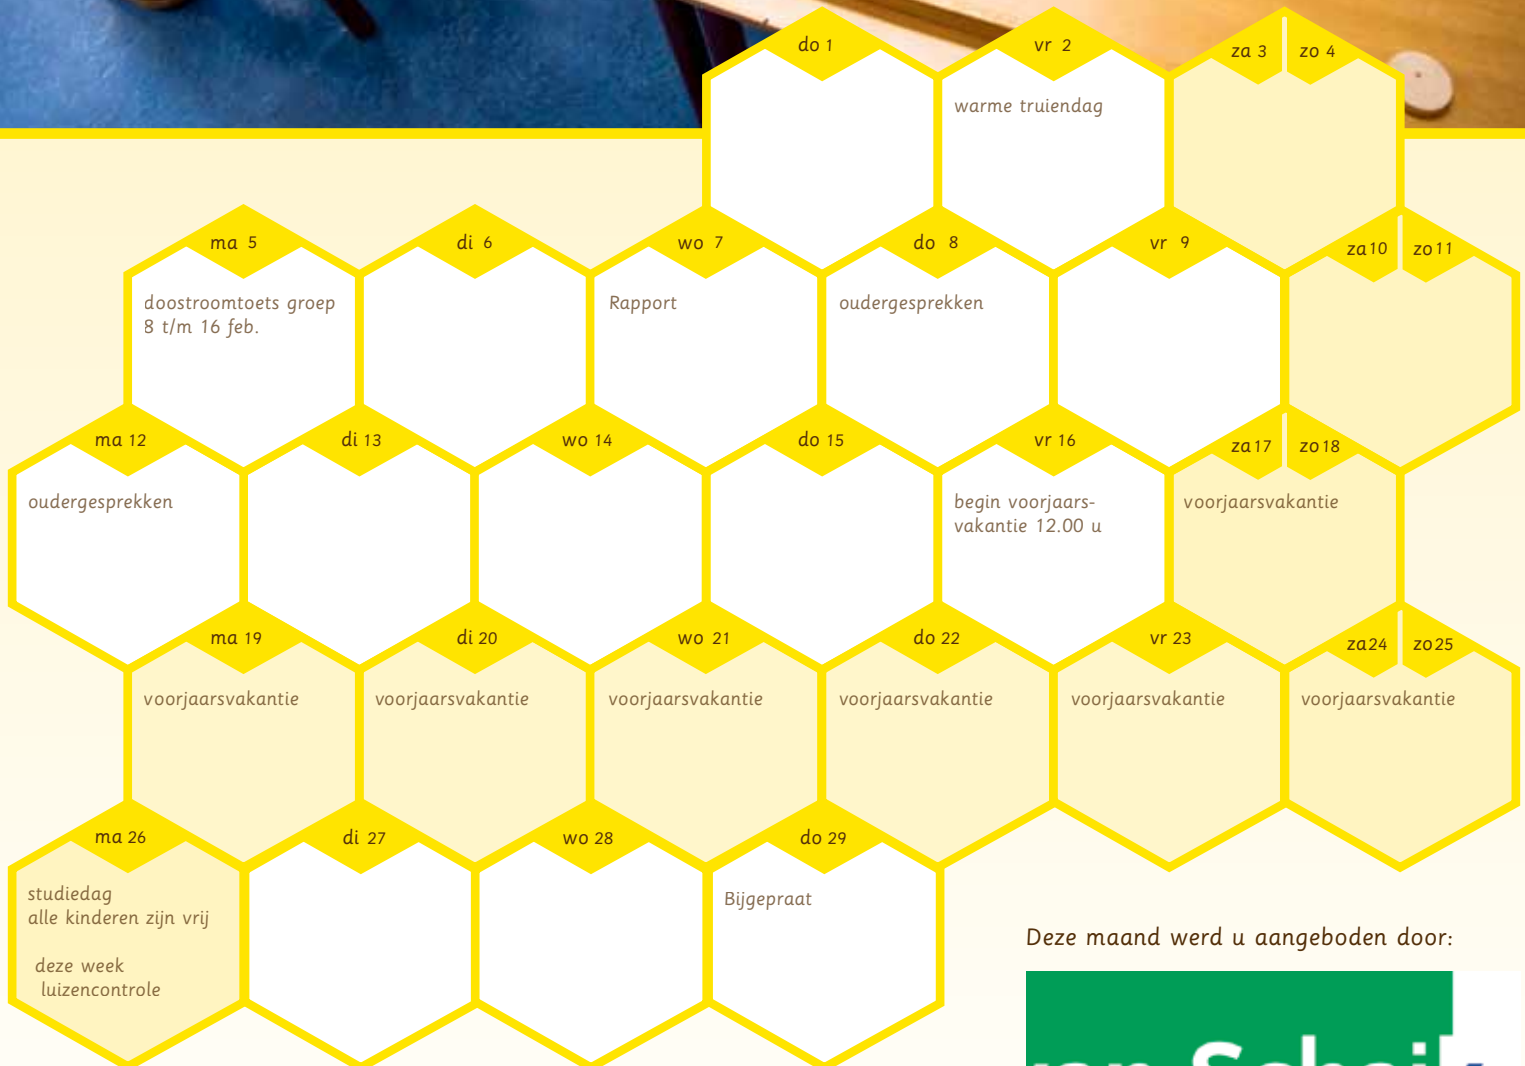 do 1
vr 2
za 3
zo 4
warme truiendag
ma 5
di 6
wo 7
do 8
vr 9
za 10
zo 11
doostroomtoets groep
8 t/m 16 feb.
Rapport
oudergesprekken
ma 12
di 13
wo 14
do 15
vr 16
za 17
zo 18
oudergesprekken
begin voorjaars-
vakantie 12.00 u
voorjaarsvakantie
ma 19
di 20
wo 21
do 22
vr 23
za 24
zo 25
voorjaarsvakantie
voorjaarsvakantie
voorjaarsvakantie
voorjaarsvakantie
voorjaarsvakantie
voorjaarsvakantie
ma 26
di 27
wo 28
do 29
studiedag
alle kinderen zijn vrij
deze week
luizencontrole
Bijgepraat
Deze maand werd u aangeboden door: